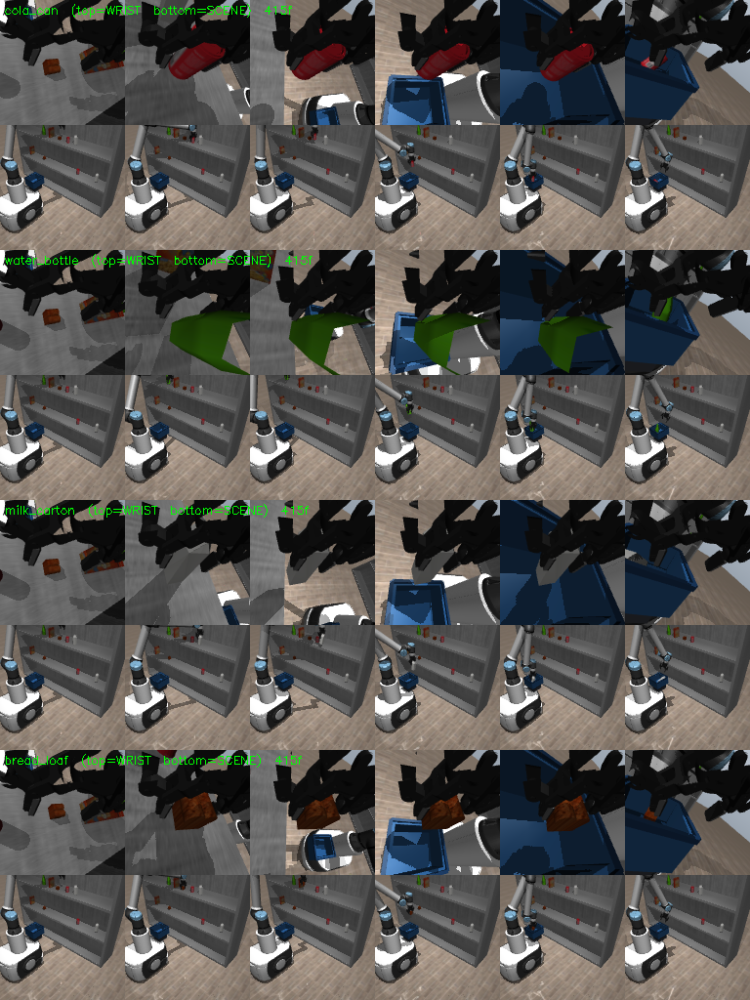 cola_can (top=WRIST bottom=SCENE) 415f
water_bottle (top=WRIST bottom=SCENE) 415f
milk_carton (top=WRIST bottom=SCENE) 415f
bread_loaf (top=WRIST bottom=SCENE) 415f